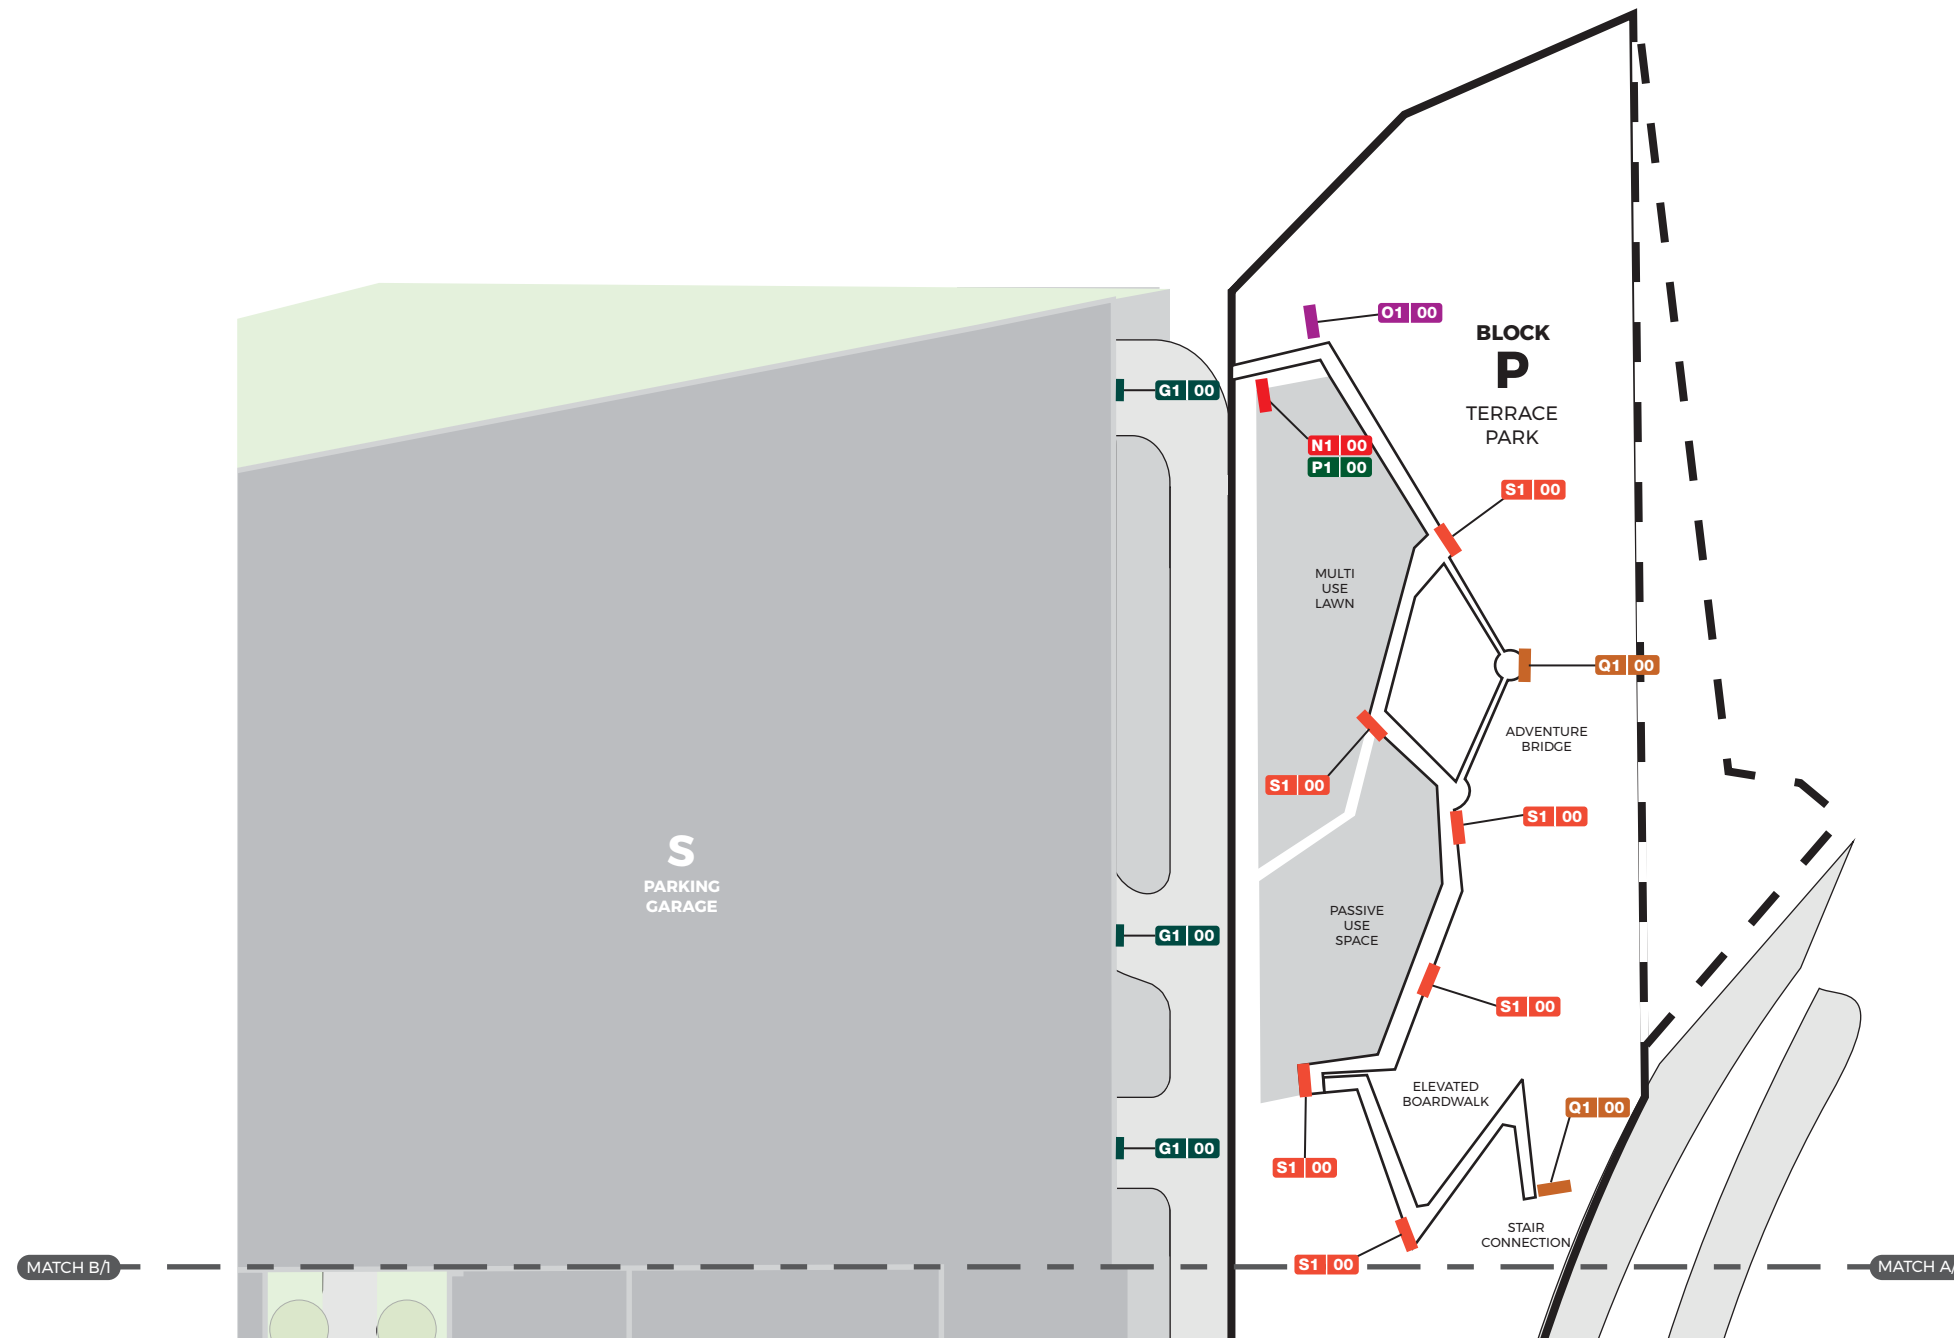 O1 00
BLOCK
P
TERRACE
PARK
G1 00
N1 00
P1 00
S1 00
MULTI
USE
LAWN
Q1 00
ADVENTURE
BRIDGE
S1 00
S1 00
S
PARKING
GARAGE
PASSIVE
USE
SPACE
G1 00
S1 00
ELEVATED
BOARDWALK
Q1 00
G1 00
S1 00
STAIR
CONNECTION
S1 00
MATCH B/1
MATCH A/